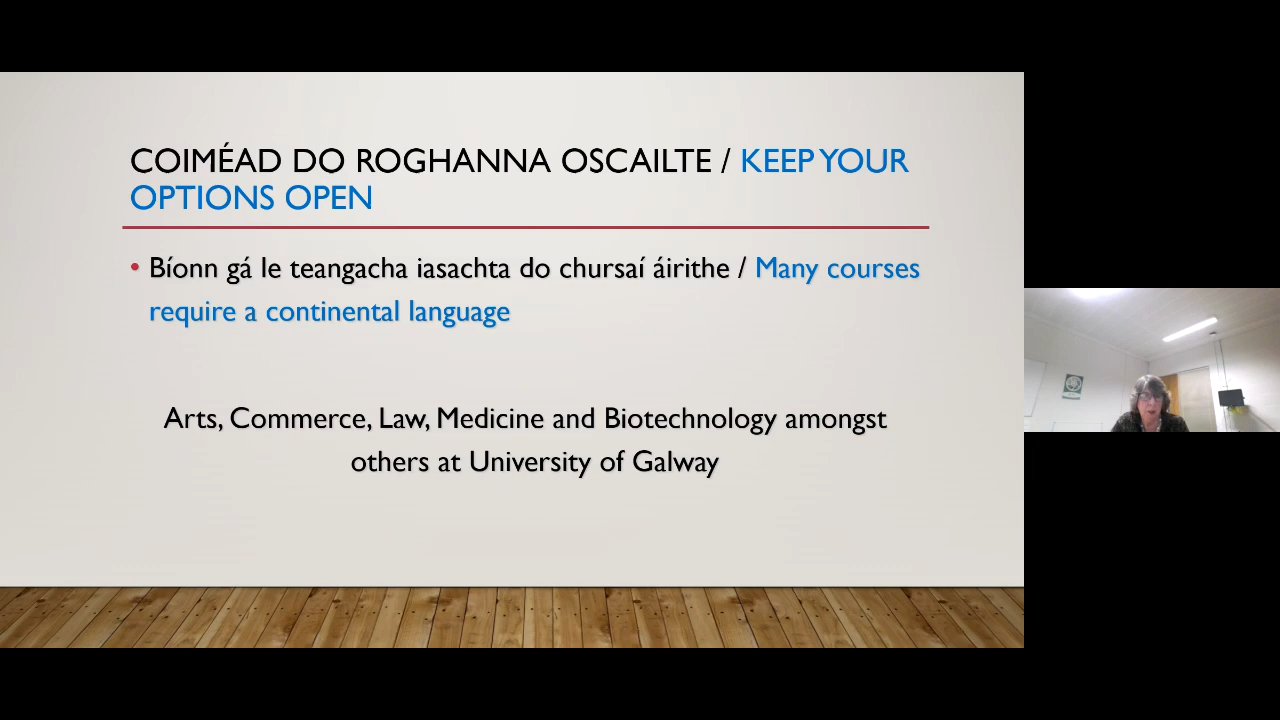 COIMÉAD DO ROGHANNA OSCAILTE / KEEP YOUR
OPTIONS OPEN
• Bíonn gá le teangacha iasachta do chursaí áirithe / Many courses
require a continental language
Arts, Commerce, Law, Medicine and Biotechnology amongst
others at University of Galway